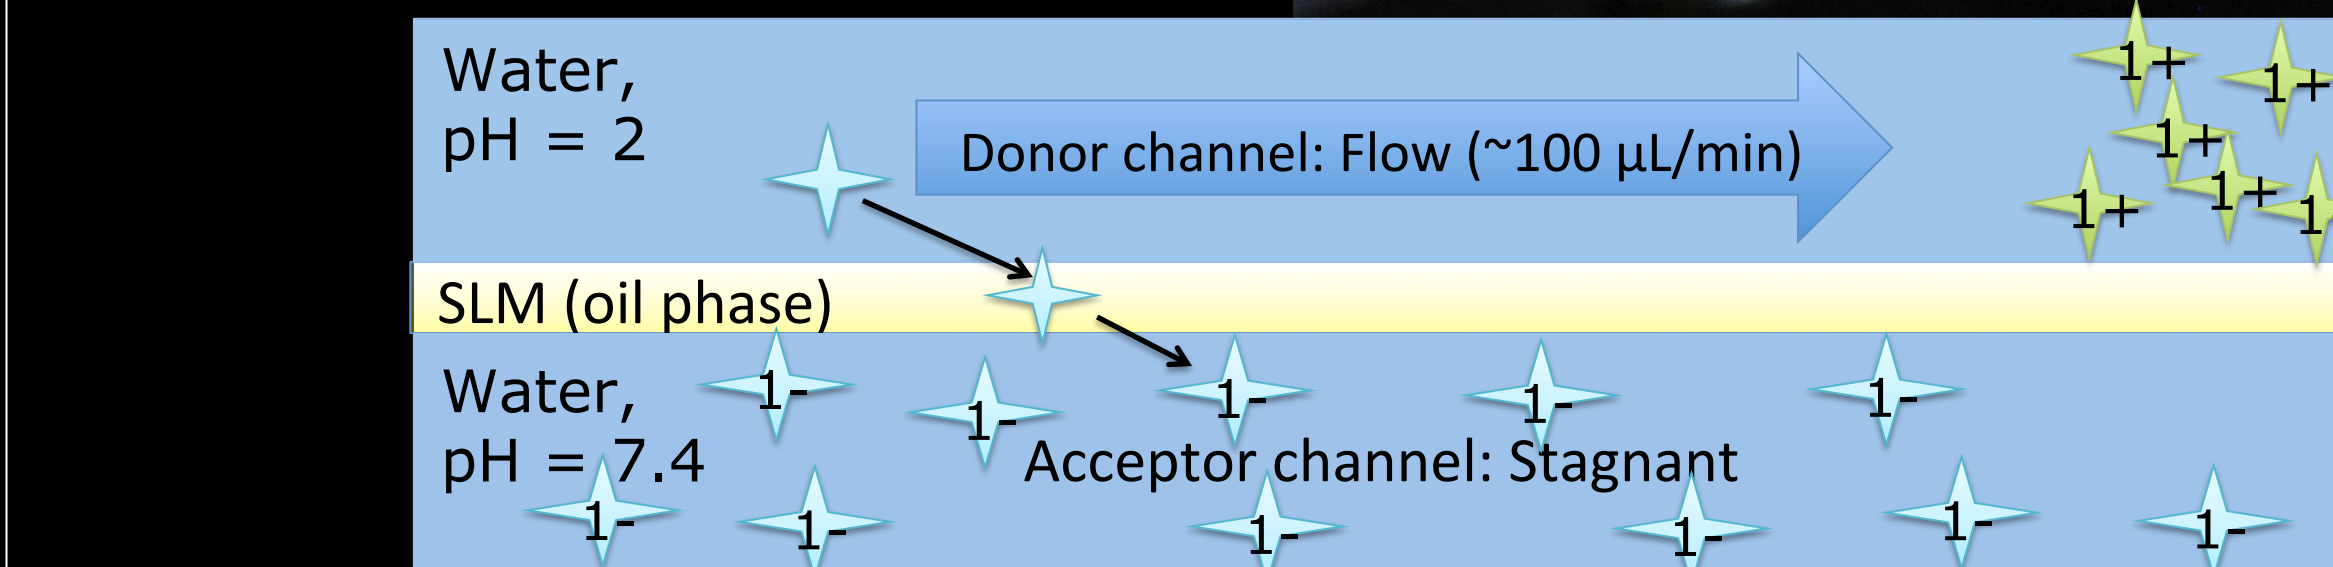 Water,
pH = 2
Donor channel: Flow (~100 µL/min)
1+
1+
1+
1+
1+
1
SLM (oil phase)
Water,
pH = 7.4
Acceptor channel: Stagnant
1-
1-
1-
1-
1-
1-
1-
1-
1-
1-
1-